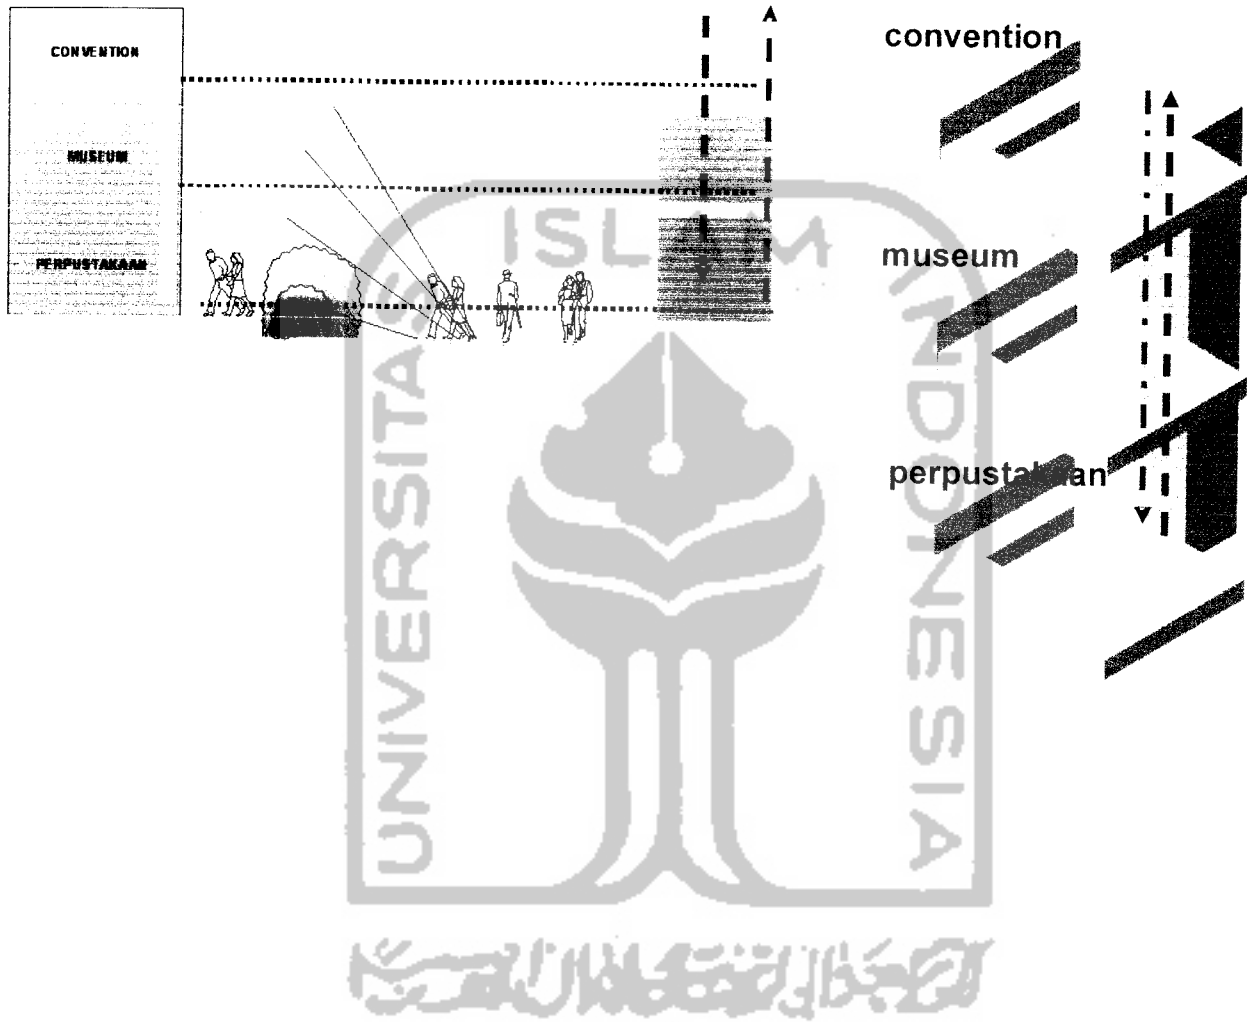 CONVENTION
MUSEUM
PERPUSTAKAAN
convention
museum
perpustakaan
UNIVERSITAS
ISLAM
INDONESIA